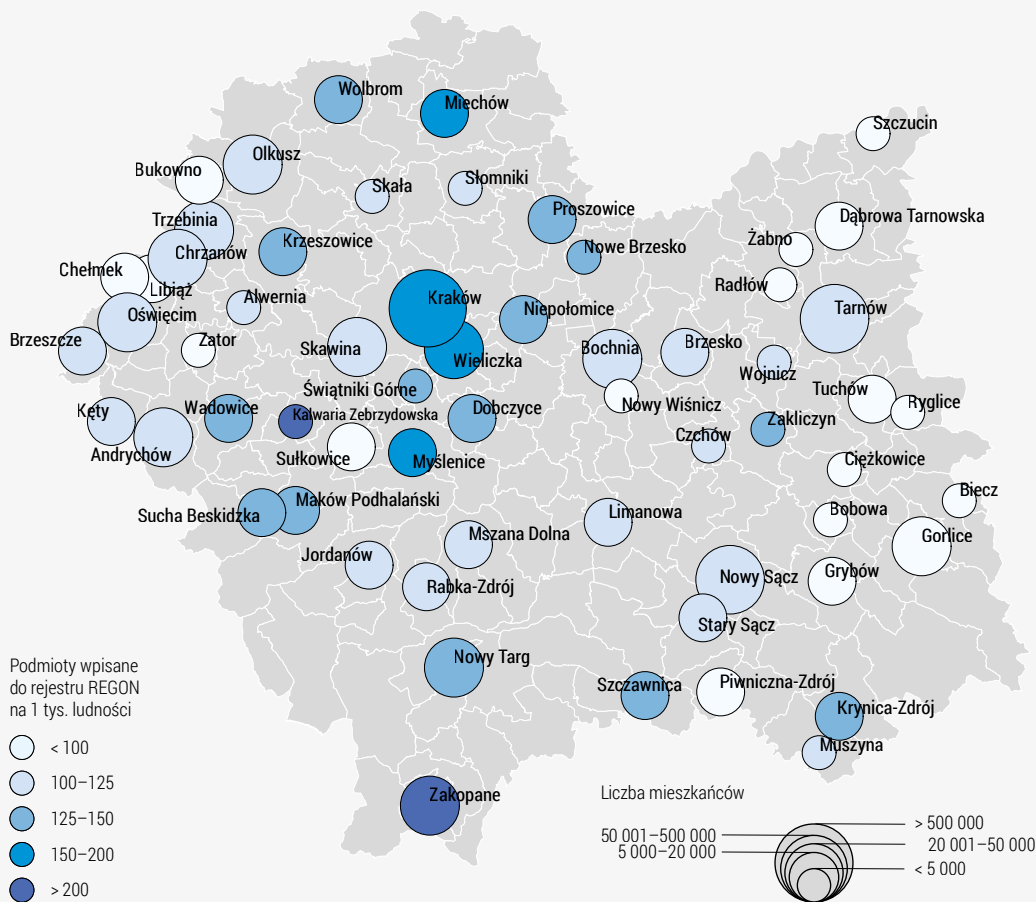 Wolbrom
Miechów
Szczucin
Olkusz
Bukowno
Słomniki
Skała
Trzebinia
Proszowice
Dąbrowa Tarnowska
Krzeszowice
Nowe Brzesko
Żabno
Chrzanów
Chełmek
Libiąż
Radłów
Alwernia
Kraków
Niepołomice
Tarnów
Oświęcim
Brzeszcze
Zator
Skawina
Wieliczka
Bochnia
Brzesko
Wojnicz
Świątniki Górne
Tuchów
Kęty
Wadowice
Kalwaria Zebrzydowska
Dobczyce
Nowy Wiśnicz
Ryglice
Zakliczyn
Andrychów
Sułkowice
Myślenice
Czchów
Ciężkowice
Biecz
Maków Podhalański
Sucha Beskidzka
Limanowa
Bobowa
Mszana Dolna
Gorlice
Jordanów
Rabka-Zdrój
Nowy Sącz
Grybów
Stary Sącz
Nowy Targ
Szczawnica
Piwniczna-Zdrój
Krynica-Zdrój
Muszyna
Zakopane
Podmioty wpisane
do rejestru REGON
na 1 tys. ludności
< 100
100–125
125–150
150–200
> 200
Liczba mieszkańców
> 500 000
50 001–500 000
20 001–50 000
5 000–20 000
< 5 000